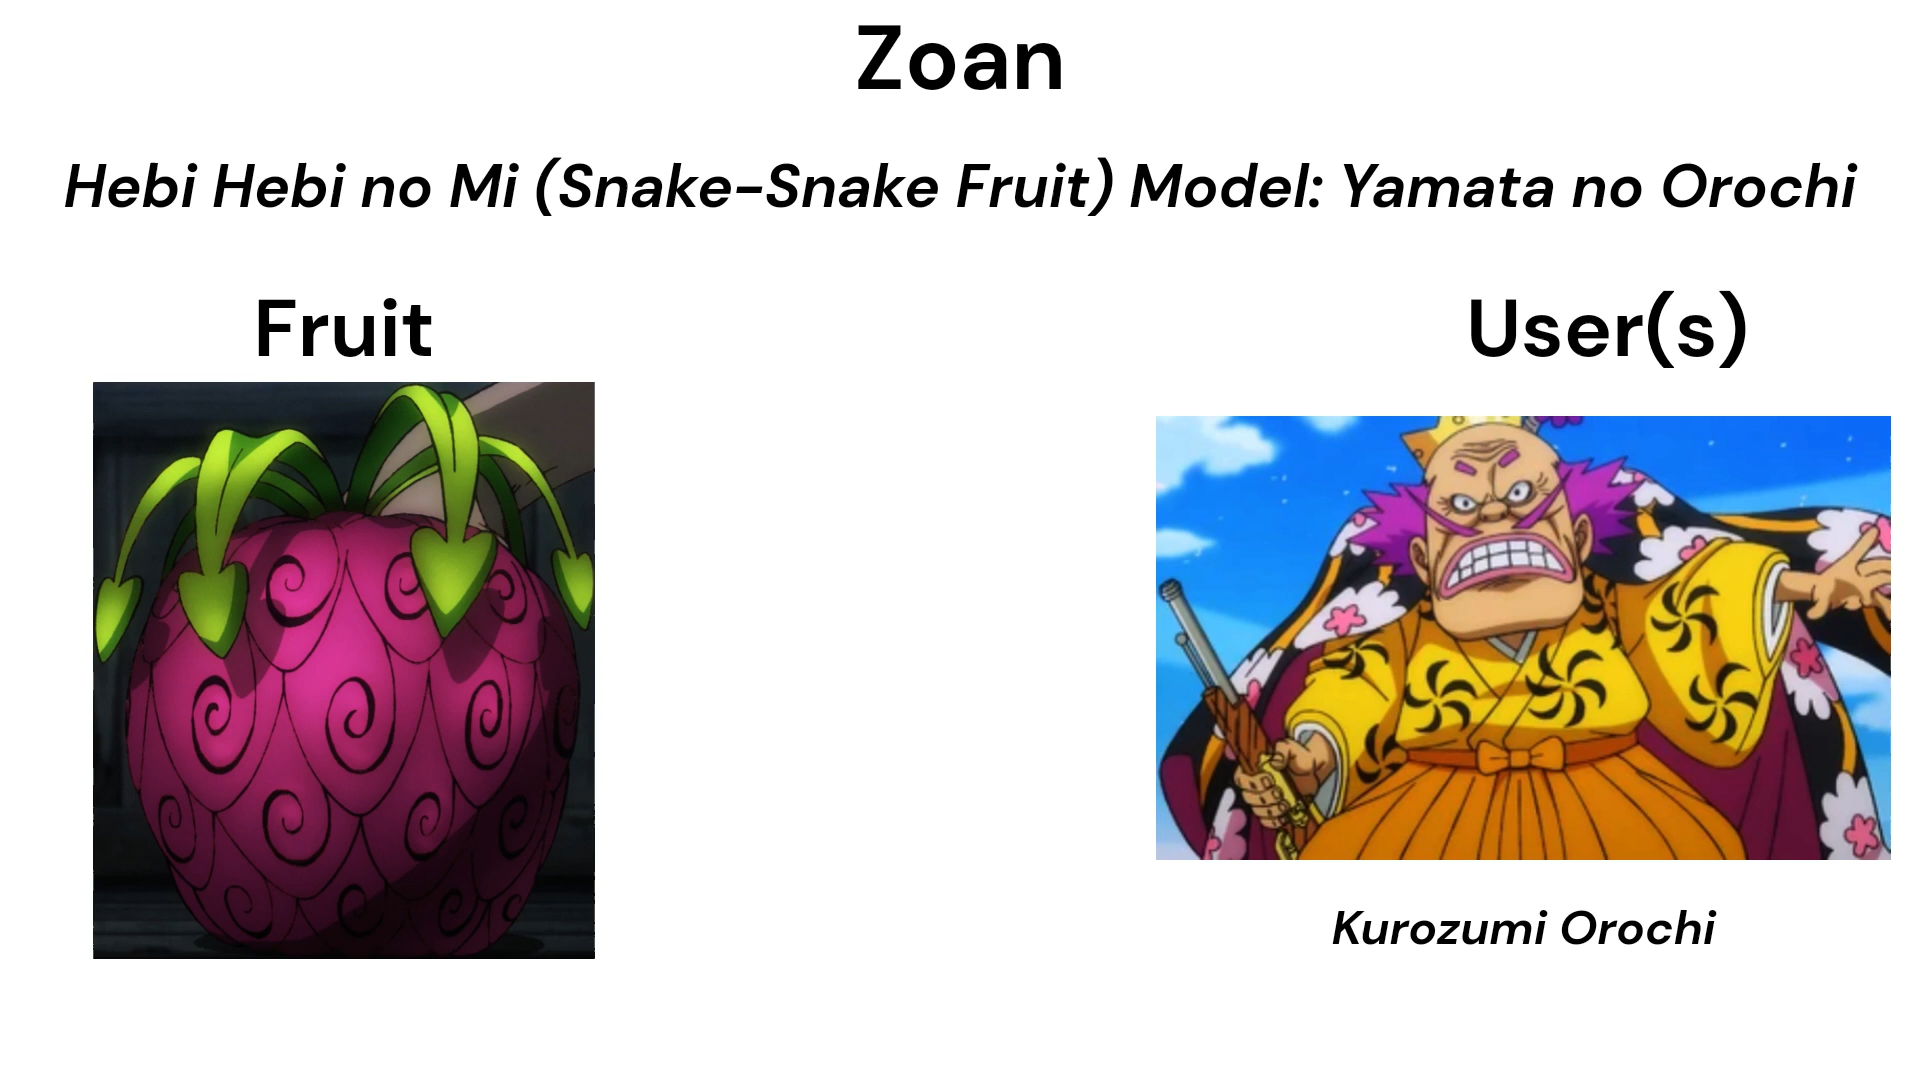 Zoan
Hebi Hebi no Mi (Snake-Snake Fruit) Model: Yamata no Orochi
Fruit
User(s)
Kurozumi Orochi